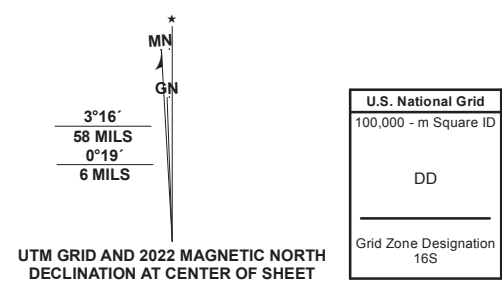 MN
GN
3°16´
58 MILS
0°19´
6 MILS
UTM GRID AND 2022 MAGNETIC NORTH
DECLINATION AT CENTER OF SHEET
U.S. National Grid
100,000 - m Square ID
DD
Grid Zone Designation
16S